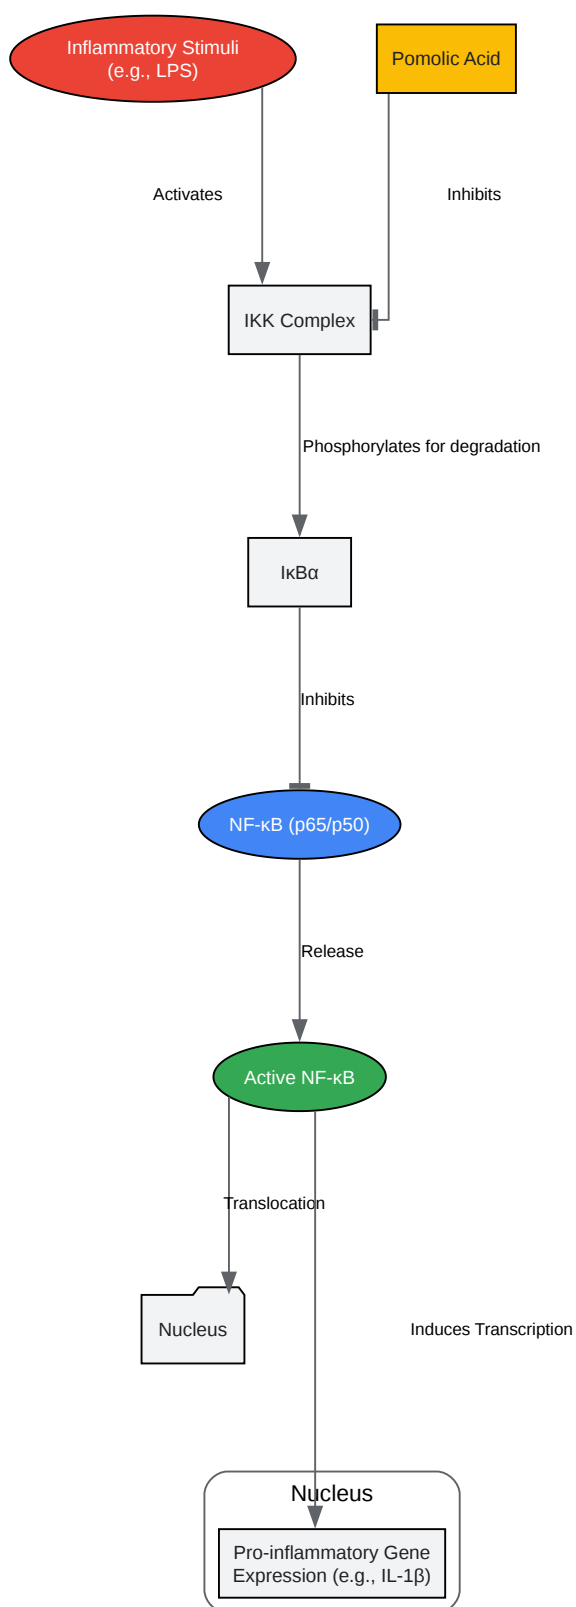 Inflammatory Stimuli
(e.g., LPS)
Pomolic Acid
Activates
Inhibits
IKK Complex
Phosphorylates for degradation
IκBα
Inhibits
NF-κB (p65/p50)
Release
Active NF-κB
Translocation
Nucleus
Induces Transcription
Nucleus
Pro-inflammatory Gene
Expression (e.g., IL-1β)